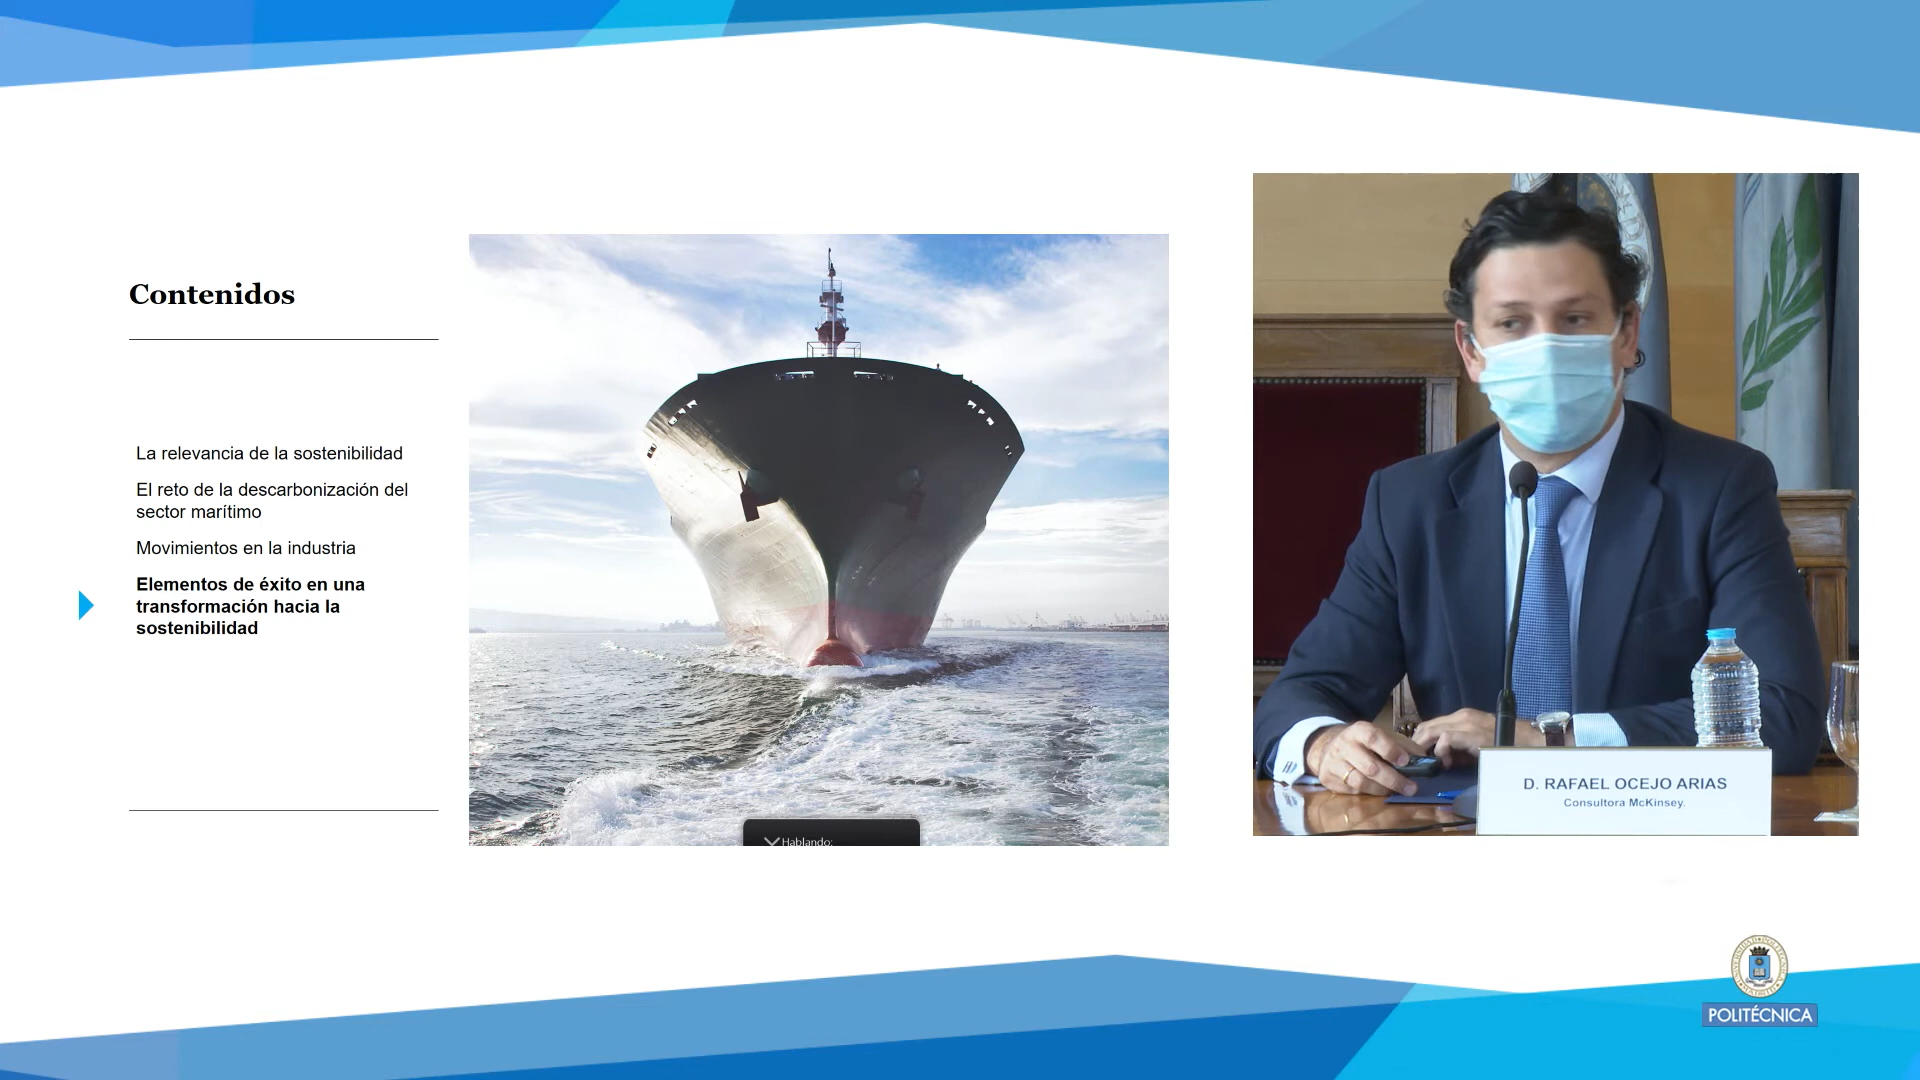 Contenidos
La relevancia de la sostenibilidad
El reto de la descarbonización del
sector marítimo
Movimientos en la industria
Elementos de éxito en una
transformación hacia la
sostenibilidad
Hablando:
D. RAFAEL OCEJO ARIAS
Consultora McKinsey.
POLITÉCNICA